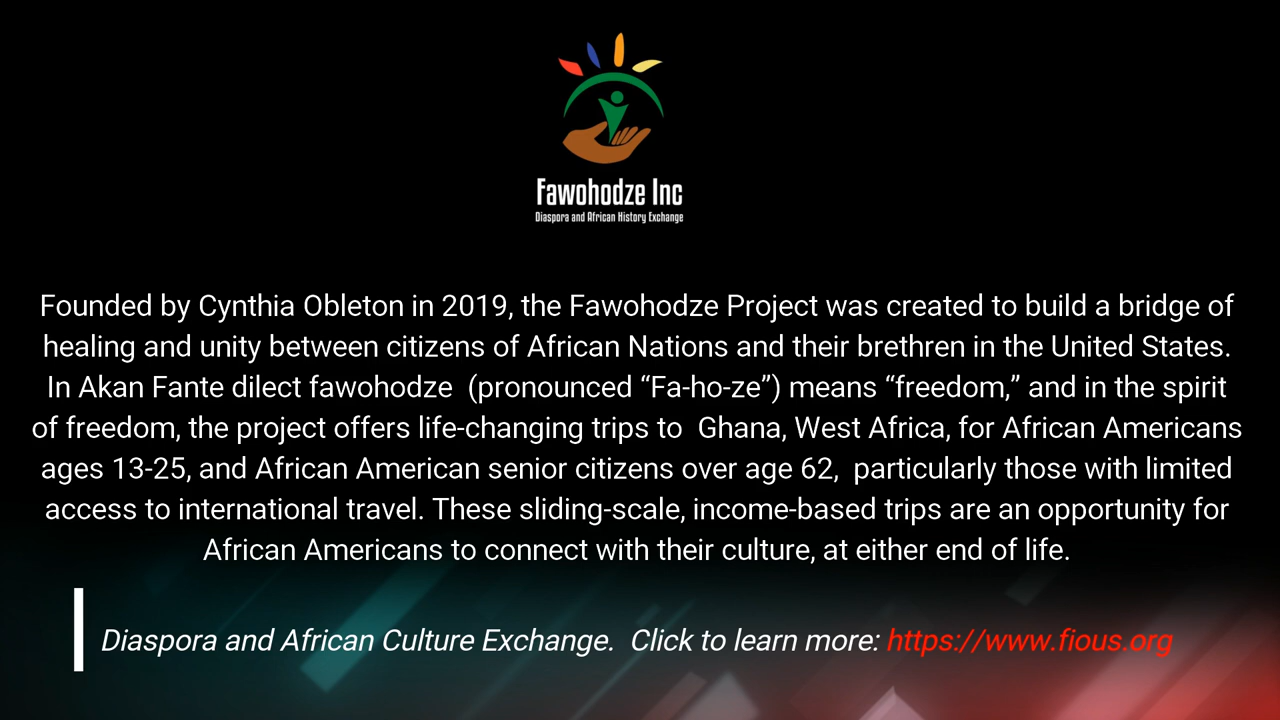 Fawohodze Inc
Diaspora and African History Exchange
Founded by Cynthia Obleton in 2019, the Fawohodze Project was created to build a bridge of
healing and unity between citizens of African Nations and their brethren in the United States.
In Akan Fante dilect fawohodze  (pronounced “Fa-ho-ze”) means “freedom,” and in the spirit
of freedom, the project offers life-changing trips to  Ghana, West Africa, for African Americans
ages 13-25, and African American senior citizens over age 62,  particularly those with limited
access to international travel. These sliding-scale, income-based trips are an opportunity for
African Americans to connect with their culture, at either end of life.
Diaspora and African Culture Exchange.  Click to learn more: https://www.fious.org